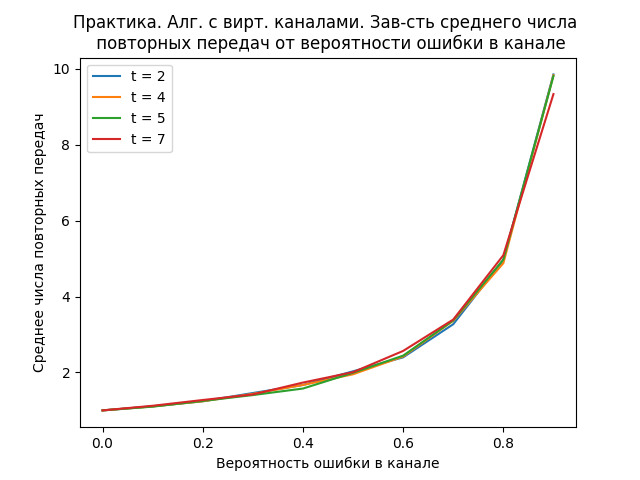 Практика. Алг. с вирт. каналами. Зав-сть среднего числа
повторных передач от вероятности ошибки в канале
t = 2
t = 4
t = 5
t = 7
10
8
6
4
2
Среднее числа повторных передач
0.0 0.2 0.4 0.6 0.8
Вероятность ошибки в канале